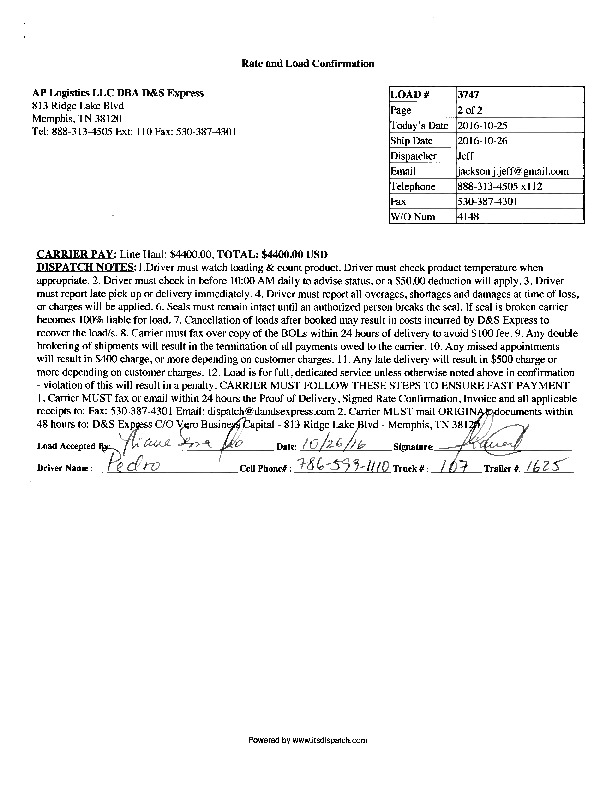 Rate and Load Confirmation
AP Logistics LLC DBA D&S Express
813 Ridge Lake Blvd
Memphis, TN 38120
Tel: 888-313-4505 Ext: 110 Fax: 530-387-4301
LOAD # 3747
Page 2 of 2
Today's Date 2016-10-25
Ship Date 2016-10-26
Dispatcher Jeff
Email jackson.j.jeff@gmail.com
Telephone 888-313-4505 x112
Fax 530-387-4301
W/O Num 4148
CARRIER PAY: Line Haul: $4400.00, TOTAL: $4400.00 USD
DISPATCH NOTES: 1.Driver must watch loading & count product. Driver must check product temperature when
appropriate. 2. Driver must check in before 10:00 AM daily to advise status, or a $50.00 deduction will apply. 3. Driver
must report late pick up or delivery immediately. 4. Driver must report all overages, shortages and damages at time of loss,
or charges will be applied. 6. Seals must remain intact until an authorized person breaks the seal. If seal is broken carrier
becomes 100% liable for load. 7. Cancellation of loads after booked may result in costs incurred by D&S Express to
recover the load/s. 8. Carrier must fax over copy of the BOLs within 24 hours of delivery to avoid $100 fee. 9. Any double
brokering of shipments will result in the termination of all payments owed to the carrier. 10. Any missed appointments
will result in $400 charge, or more depending on customer charges. 11. Any late delivery will result in $500 charge or
more depending on customer charges. 12. Load is for full, dedicated service unless otherwise noted above in confirmation
- violation of this will result in a penalty. CARRIER MUST FOLLOW THESE STEPS TO ENSURE FAST PAYMENT
1. Carrier MUST fax or email within 24 hours the Proof of Delivery, Signed Rate Confirmation, Invoice and all applicable
receipts to: Fax: 530-387-4301 Email: dispatch@dandsexpress.com 2. Carrier MUST mail ORIGINAL documents within
48 hours to: D&S Express C/O Vero Business Capital - 813 Ridge Lake Blvd - Memphis, TN 38120
Load Accepted By: Date: 10/26/16 Signature:
Driver Name : Pedro Cell Phone# : 786-599-1110 Truck # : 107 Trailer #: 1625
Powered by www.itsdispatch.com